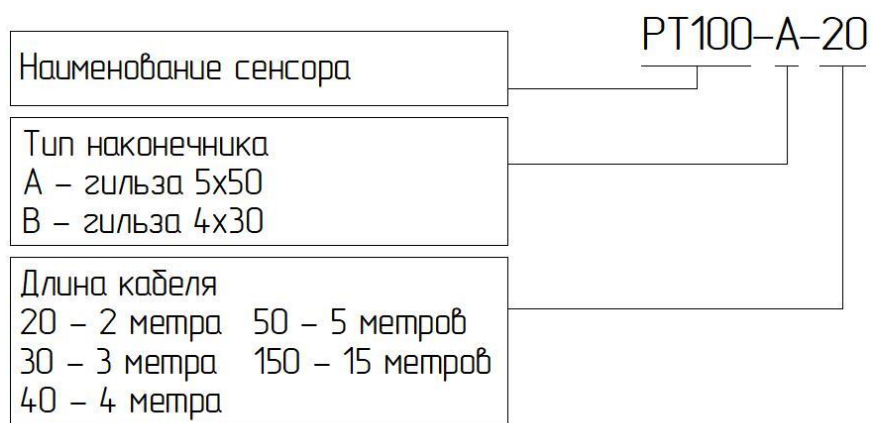 PT100-A-20
Наименование сенсора
Тип наконечника
А – гильза 5х50
В – гильза 4х30
Длина кабеля
20 – 2 метра 50 – 5 метров
30 – 3 метра 150 – 15 метров
40 – 4 метра